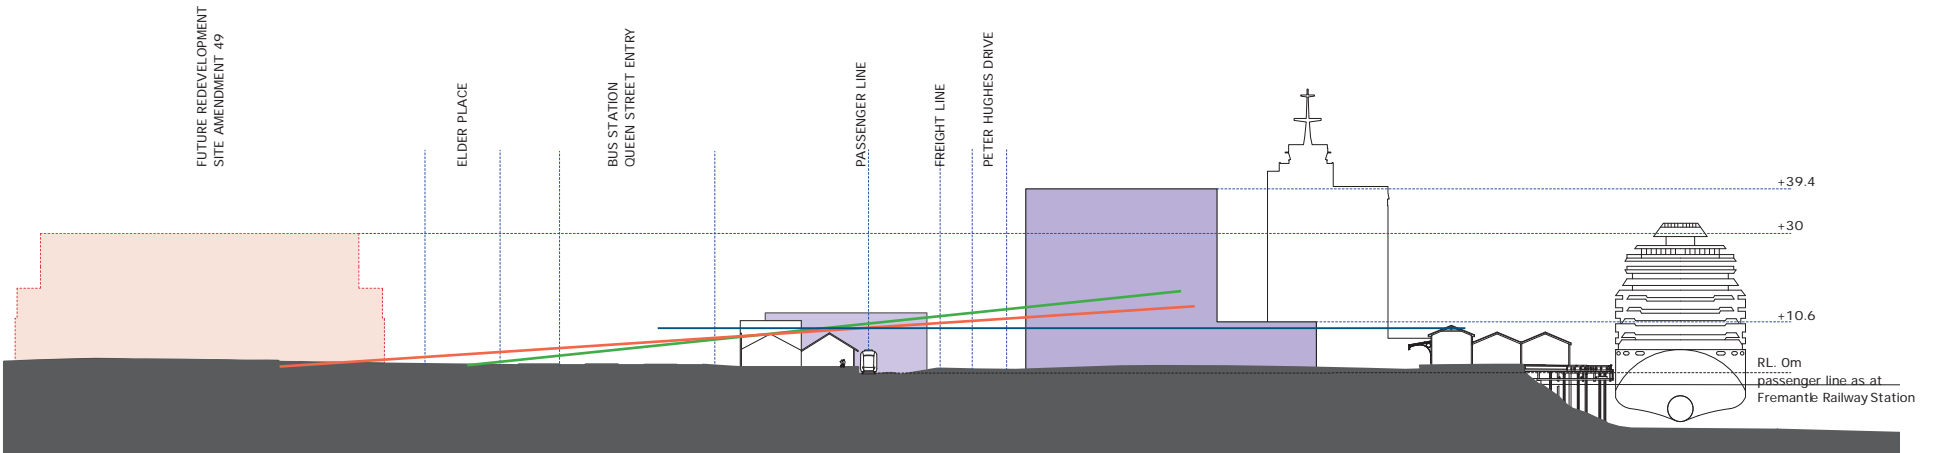 FUTURE REDEVELOPMENT
SITE AMENDMENT 49
ELDER PLACE
BUS STATION
QUEEN STREET ENTRY
PASSENGER LINE
FREIGHT LINE
PETER HUGHES DRIVE
+39.4
+30
+10.6
RL. 0m
passenger line as at
Fremantle Railway Station